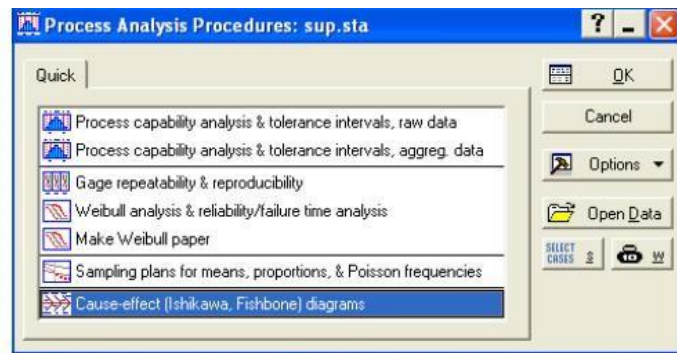 Process Analysis Procedures: sup.sta
Quick
Process capability analysis & tolerance intervals, raw data
Process capability analysis & tolerance intervals, aggreg. data
Gage repeatability & reproducibility
Weibull analysis & reliability/failure time analysis
Make Weibull paper
Sampling plans for means, proportions, & Poisson frequencies
Cause-effect (Ishikawa, Fishbone) diagrams
OK
Cancel
Options
Open Data
SELECT
CASES S
W